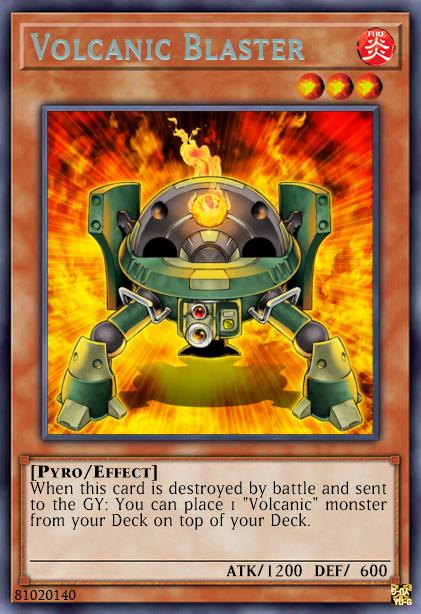 Volcanic Blaster
FIRE
炎
[Pyro/Effect]
When this card is destroyed by battle and sent
to the GY: You can place 1 "Volcanic" monster
from your Deck on top of your Deck.
ATK/1200 DEF/ 600
81020140